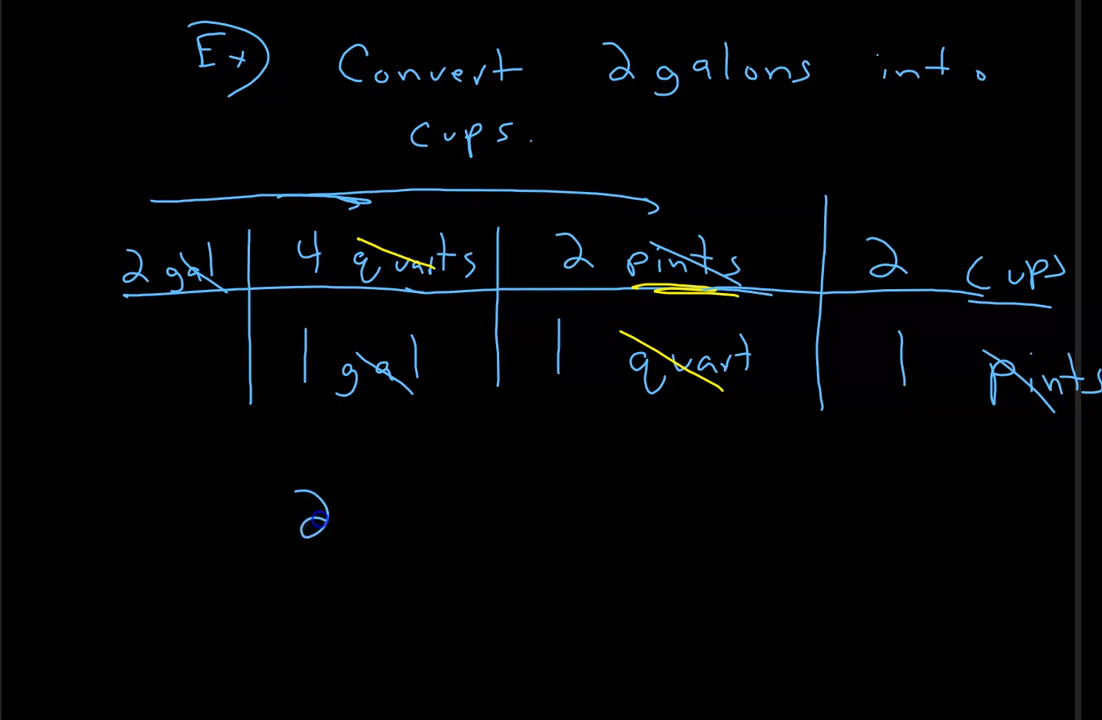 Ex) Convert 2 galons into
cups.
2 gal 4 quarts 2 pints 2 cups
1 gal 1 quart 1 pints
2